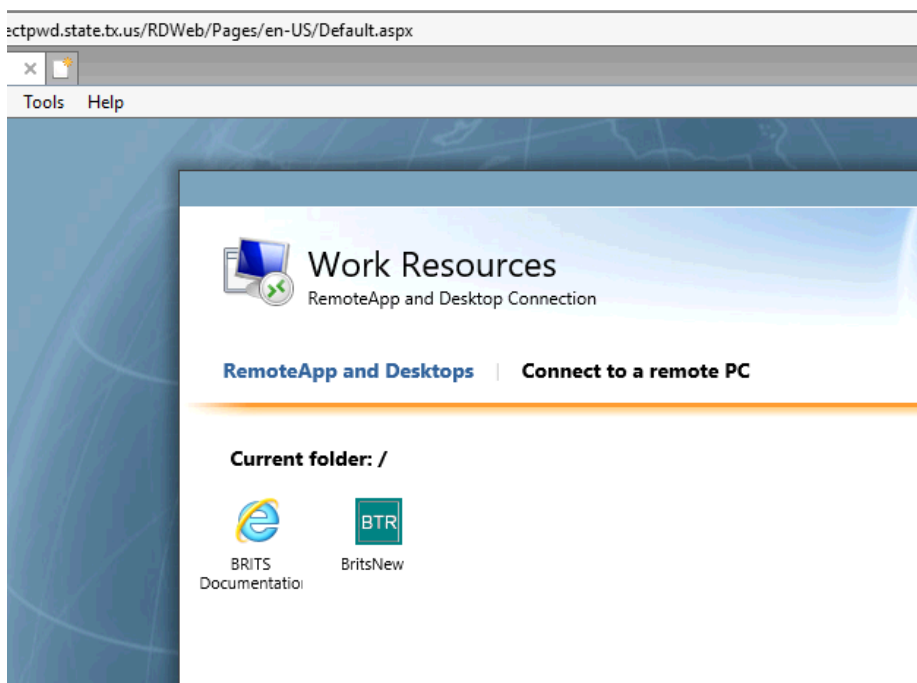 ectpwd.state.tx.us/RDWeb/Pages/en-US/Default.aspx
Tools Help
Work Resources
RemoteApp and Desktop Connection
RemoteApp and Desktops | Connect to a remote PC
Current folder: /
BRITS BTR BritsNew
Documentatio